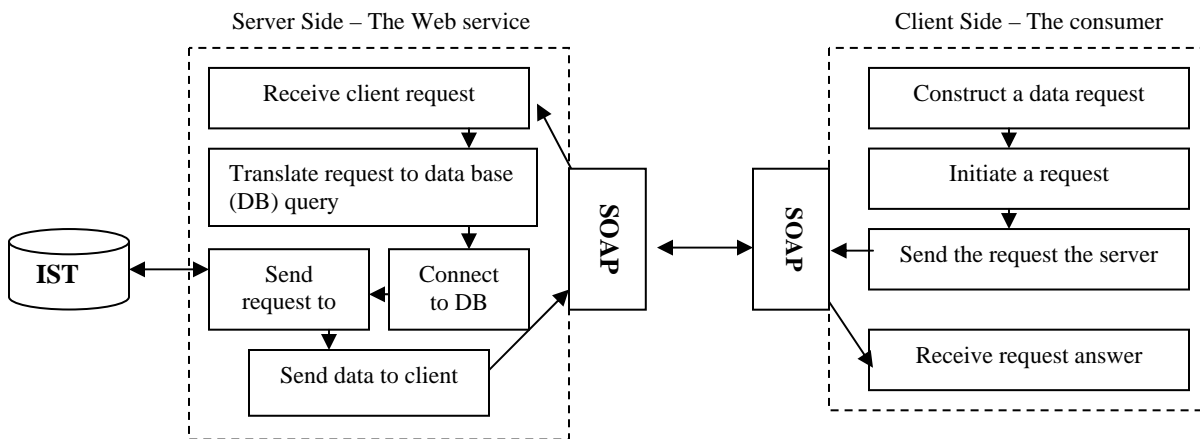 Server Side – The Web service
Client Side – The consumer
Receive client request
Translate request to data base
(DB) query
Connect
to DB
Send
request to
Send data to client
IST
SOAP
SOAP
Construct a data request
Initiate a request
Send the request the server
Receive request answer